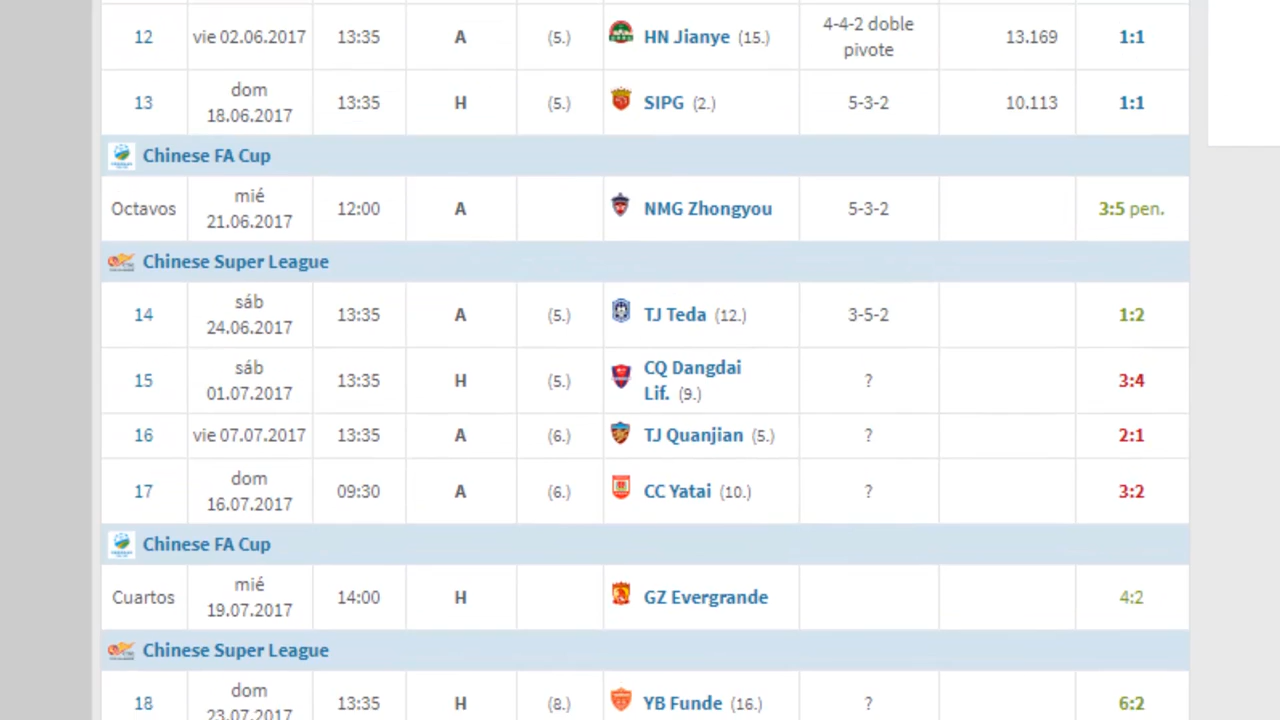 12 vie 02.06.2017 13:35 A (5.) HN Jianye (15.) 4-4-2 doble pivote 13.169 1:1
13 dom 18.06.2017 13:35 H (5.) SIPG (2.) 5-3-2 10.113 1:1
Chinese FA Cup
Octavos mié 21.06.2017 12:00 A NMG Zhongyou 5-3-2 3:5 pen.
Chinese Super League
14 sáb 24.06.2017 13:35 A (5.) TJ Teda (12.) 3-5-2 1:2
15 sáb 01.07.2017 13:35 H (5.) CQ Dangdai Lif. (9.) ? 3:4
16 vie 07.07.2017 13:35 A (6.) TJ Quanjian (5.) ? 2:1
17 dom 16.07.2017 09:30 A (6.) CC Yatai (10.) ? 3:2
Chinese FA Cup
Cuartos mié 19.07.2017 14:00 H GZ Evergrande 4:2
Chinese Super League
18 dom 23.07.2017 13:35 H (8.) YB Funde (16.) ? 6:2